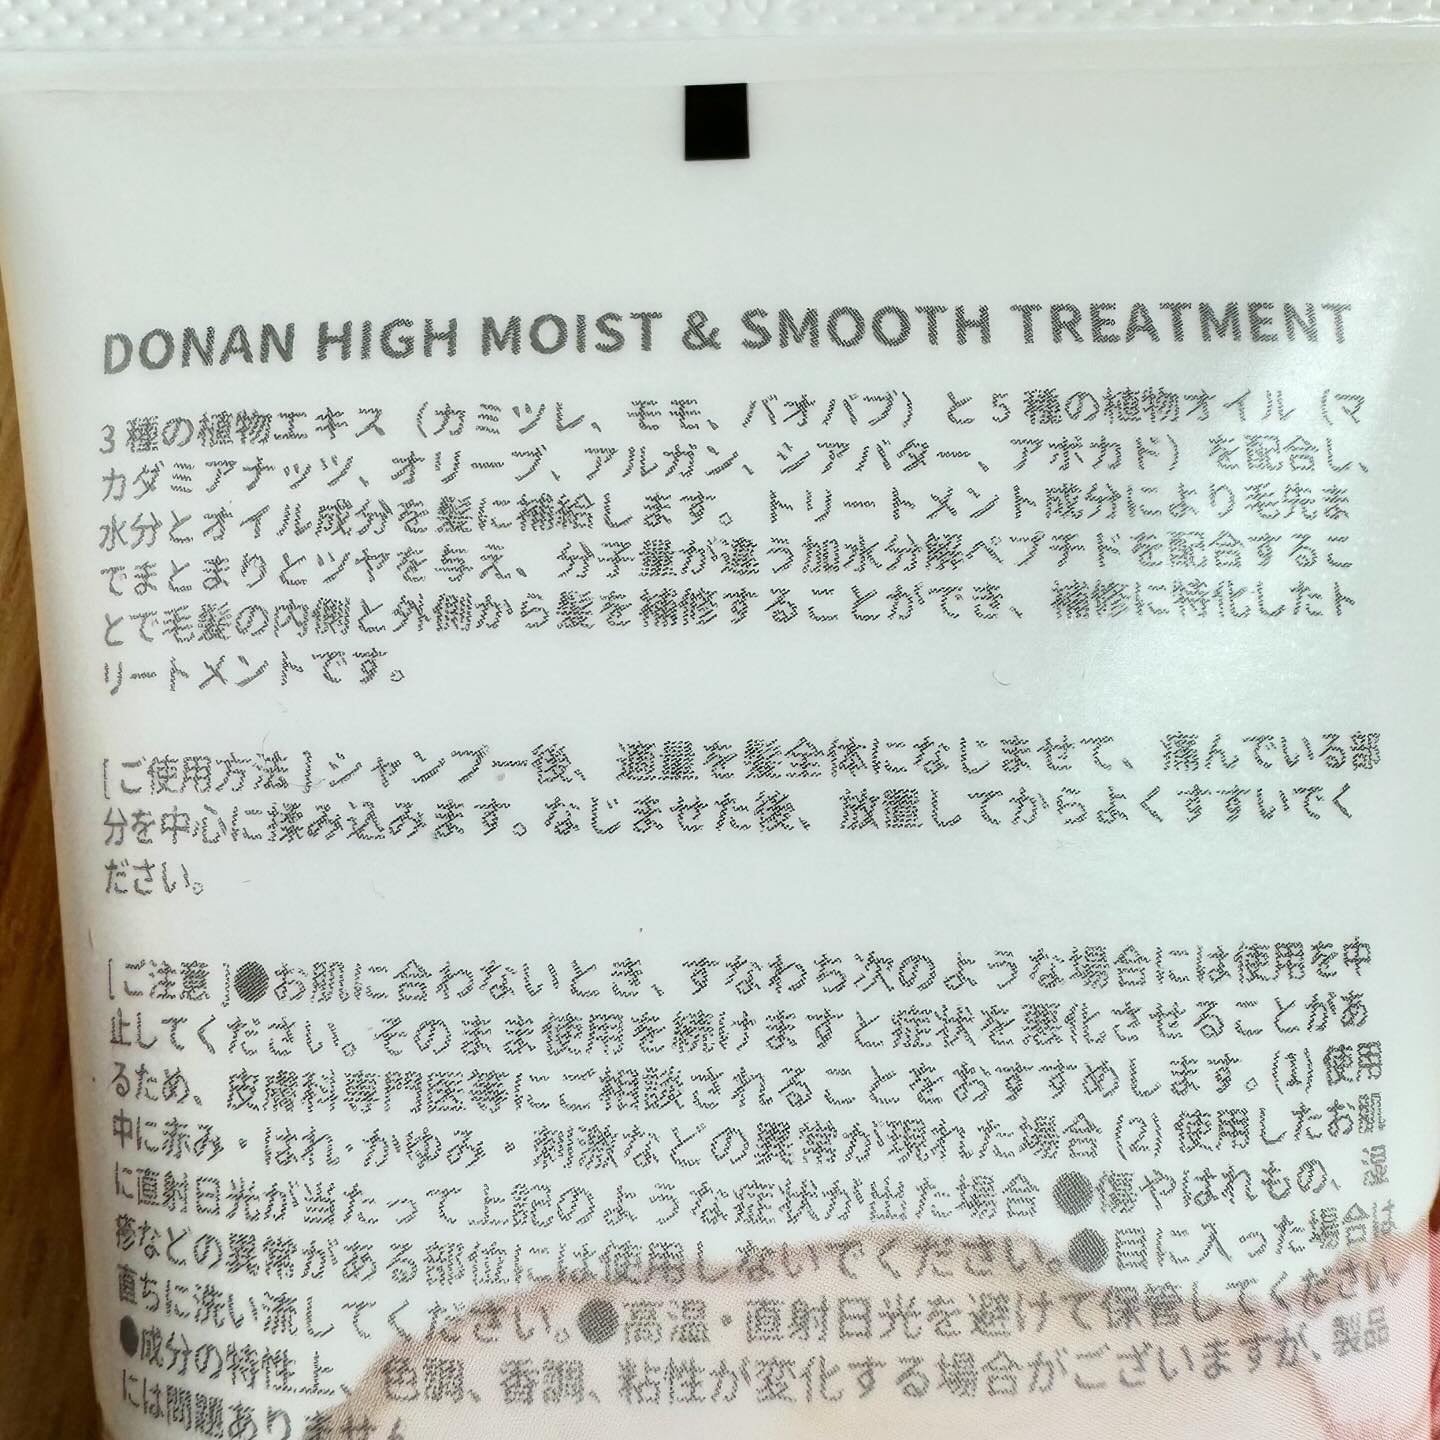 DONAN HIGH MOIST & SMOOTH TREATMENT
3種の植物エキス（カミツレ、モモ、バオバブ）と5種の植物オイル（マ
カダミアナッツ、オリーブ、アルガン、シアバター、アボカド）を配合し、
水分とオイル成分を髪に補給します。トリートメント成分により毛先ま
でまとまりとツヤを与え、分子量が違う加水分解ペプチドを配合するこ
とで毛髪の内側と外側から髪を補修することができ、補修に特化したト
リートメントです。
[ご使用方法]シャンプー後、適量を髪全体になじませて、痛んでいる部
分を中心に揉み込みます。なじませた後、放置してからよくすすいでく
ださい。
[ご注意]●お肌に合わないとき、すなわち次のような場合には使用を中
止してください。そのまま使用を続けますと症状を悪化させることがあ
るため、皮膚科専門医等にご相談されることをおすすめします。(1)使用
中に赤み・はれ・かゆみ・刺激などの異常が現れた場合(2)使用したお肌
に直射日光が当たって上記のような症状が出た場合●傷やはれもの、湿
疹などの異常がある部位には使用しないでください。●目に入った場合は
直ちに洗い流してください。●高温・直射日光を避けて保管してください
●成分の特性上、色調、香調、粘性が変化する場合がございますが、製品
には問題ありません